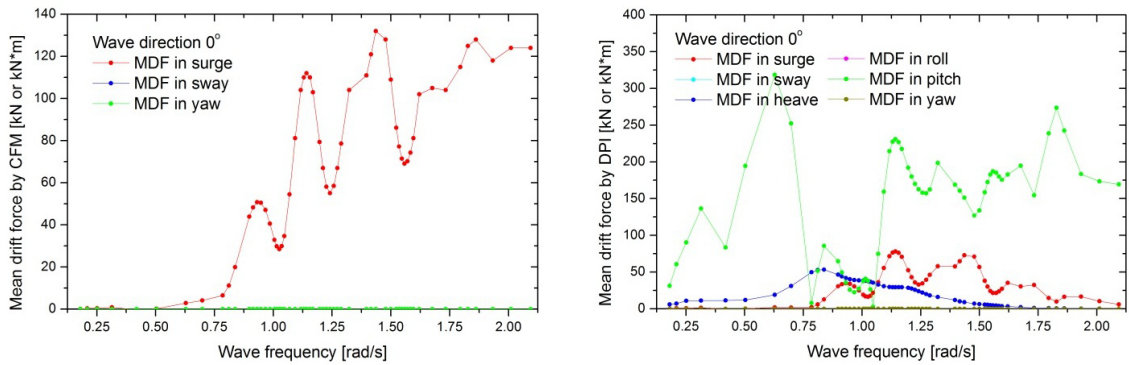 Mean drift force by CFM [kN or kN*m]
140
120
100
80
60
40
20
0
Wave direction 0°
MDF in surge
MDF in sway
MDF in yaw
0.25 0.50 0.75 1.00 1.25 1.50 1.75 2.00
Wave frequency [rad/s]
Mean drift force by DPI [kN or kN*m]
400
350
300
250
200
150
100
50
0
Wave direction 0°
MDF in surge MDF in roll
MDF in sway MDF in pitch
MDF in heave MDF in yaw
0.25 0.50 0.75 1.00 1.25 1.50 1.75 2.00
Wave frequency [rad/s]